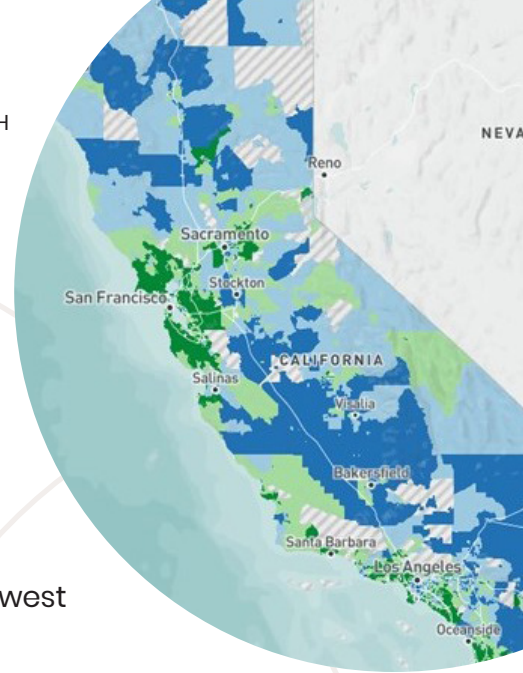 H
NEVA
Reno
Sacramento
Stockton
San Francisco
CALIFORNIA
Salinas
Visalia
Bakersfield
Santa Barbara
Los Angeles
west
Oceanside